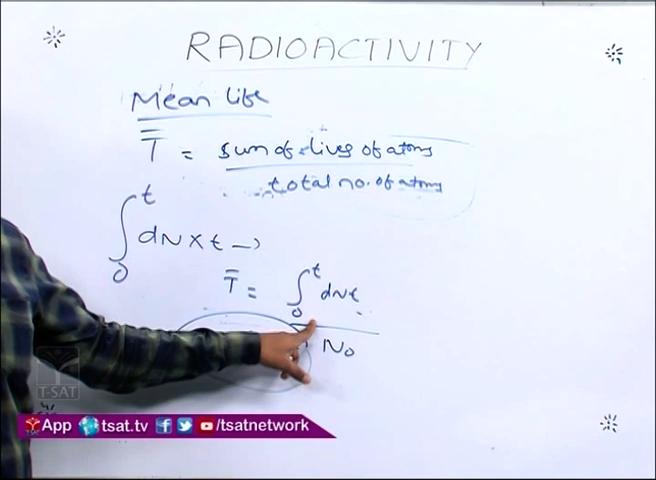 RADIOACTIVITY
Mean life
T̄ = sum of lives of atoms
total no. of atoms
∫₀ᵗ dN x t →
T̄ = ∫₀ᵗ dNt
N₀
T-SAT
App tsat.tv /tsatnetwork